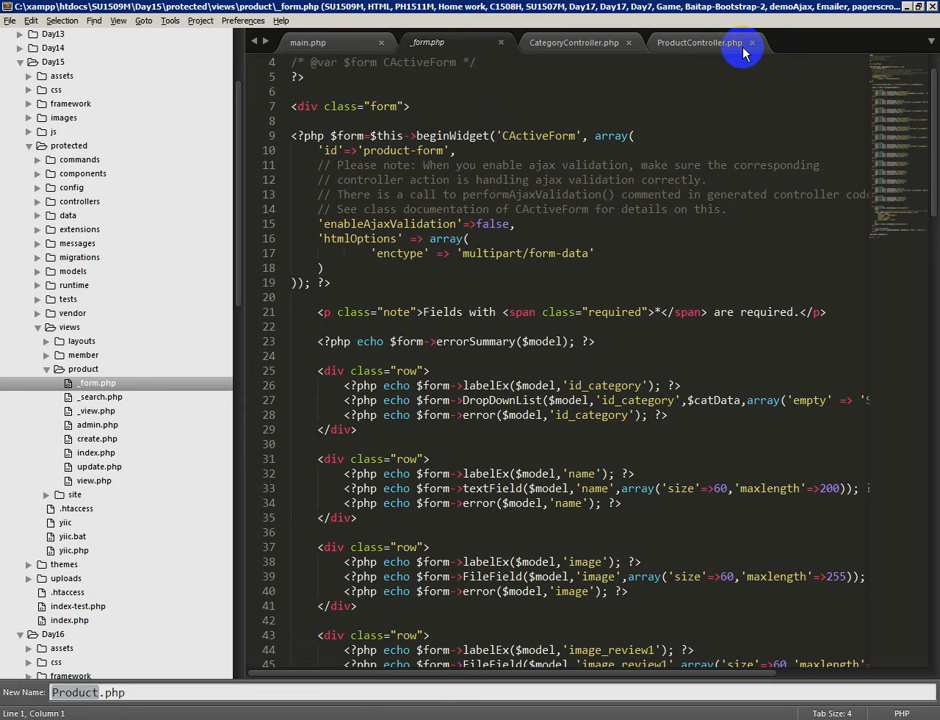 C:\xampp\htdocs\SU1509M\Day15\protected\views\product\_form.php (SU1509M, HTML, PH1511M, Home, C1508H, SU1507M, Day17, Day17, Day7, Game, Baitap-Bootstrap-2, demoAjax, Emailer, pagerscro...
File Edit Selection Find View Goto Tools Project Preferences Help
Day13
Day14
Day15
assets
css
framework
images
js
protected
commands
components
config
controllers
data
extensions
messages
migrations
models
runtime
tests
vendor
views
layouts
member
product
_form.php
_search.php
_view.php
admin.php
create.php
index.php
update.php
view.php
site
.htaccess
yiic
yiic.bat
yiic.php
themes
uploads
.htaccess
index-test.php
index.php
Day16
assets
css
framework
main.php × _form.php × CategoryController.php × ProductController.php ×
4 /* @var $form CActiveForm */
5 ?>
6
7 <div class="form">
8
9 <?php $form=$this->beginWidget('CActiveForm', array(
10 'id'=>'product-form',
11 // Please note: When you enable ajax validation, make sure the corresponding
12 // controller action is handling ajax validation correctly.
13 // There is a call to performAjaxValidation() commented in generated controller code
14 // See class documentation of CActiveForm for details on this.
15 'enableAjaxValidation'=>false,
16 'htmlOptions' => array(
17 'enctype' => 'multipart/form-data'
18 )
19 )); ?>
20
21 <p class="note">Fields with <span class="required">*</span> are required.</p>
22
23 <?php echo $form->errorSummary($model); ?>
24
25 <div class="row">
26 <?php echo $form->labelEx($model,'id_category'); ?>
27 <?php echo $form->DropDownList($model,'id_category',$catData,array('empty' => 'S
28 <?php echo $form->error($model,'id_category'); ?>
29 </div>
30
31 <div class="row">
32 <?php echo $form->labelEx($model,'name'); ?>
33 <?php echo $form->textField($model,'name',array('size'=>60,'maxlength'=>200)); ?
34 <?php echo $form->error($model,'name'); ?>
35 </div>
36
37 <div class="row">
38 <?php echo $form->labelEx($model,'image'); ?>
39 <?php echo $form->FileField($model,'image',array('size'=>60,'maxlength'=>255));
40 <?php echo $form->error($model,'image'); ?>
41 </div>
42
43 <div class="row">
44 <?php echo $form->labelEx($model,'image_review1'); ?>
45 <?php echo $form->FileField($model,'image_review1',array('size'=>60,'maxlength'=
New Name: Product.php
Line 1, Column 1 Tab Size: 4 PHP